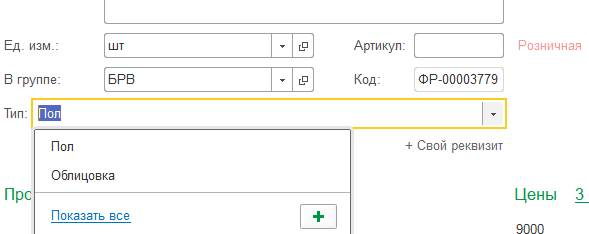 Ед. изм.: шт Артикул: Розничная
В группе: БРВ Код: ФР-00003779
Тип: Пол
+ Свой реквизит
Пол
Облицовка
Про Цены 3
Показать все
9000